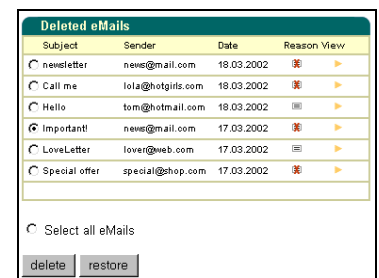 Deleted eMails
Subject Sender Date Reason View
newsletter news@mail.com 18.03.2002
Call me lola@hotgirls.com 18.03.2002
Hello tom@hotmail.com 18.03.2002
Important! news@mail.com 17.03.2002
LoveLetter lover@web.com 17.03.2002
Special offer special@shop.com 17.03.2002
Select all eMails
delete restore